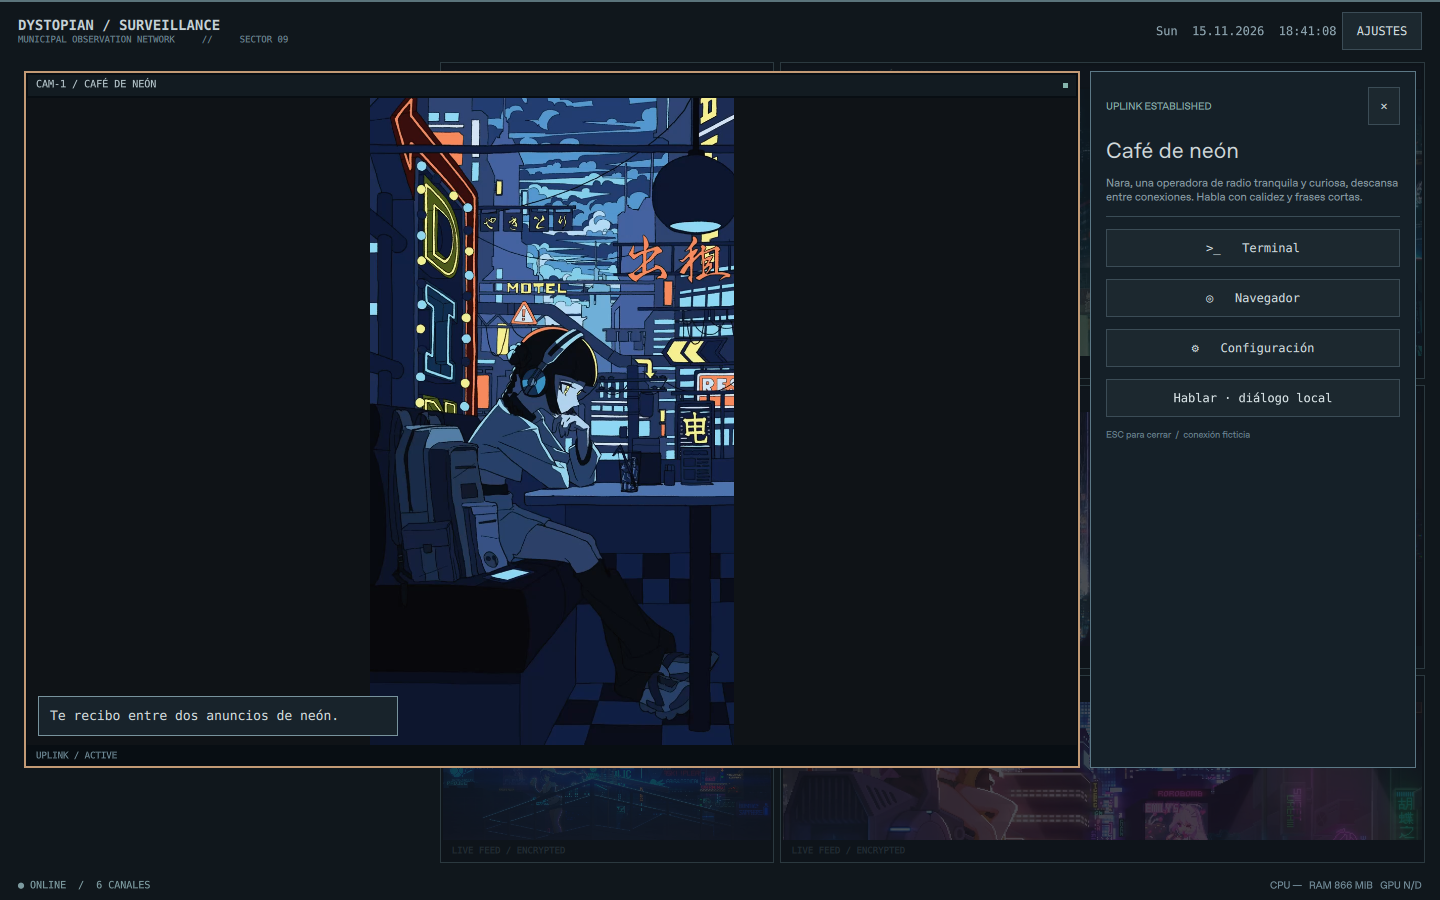 DYSTOPIAN / SURVEILLANCE
MUNICIPAL OBSERVATION NETWORK // SECTOR 09
Sun 15.11.2026 18:41:08
AJUSTES
CAM-1 / CAFÉ DE NEÓN
D
I
MOTEL
出租
电
Te recibo entre dos anuncios de neón.
UPLINK / ACTIVE
UPLINK ESTABLISHED
×
Café de neón
Nara, una operadora de radio tranquila y curiosa, descansa
entre conexiones. Habla con calidez y frases cortas.
>_ Terminal
◎ Navegador
⚙ Configuración
Hablar · diálogo local
ESC para cerrar / conexión ficticia
LIVE FEED / ENCRYPTED
LIVE FEED / ENCRYPTED
● ONLINE / 6 CANALES
CPU — RAM 866 MIB GPU N/D